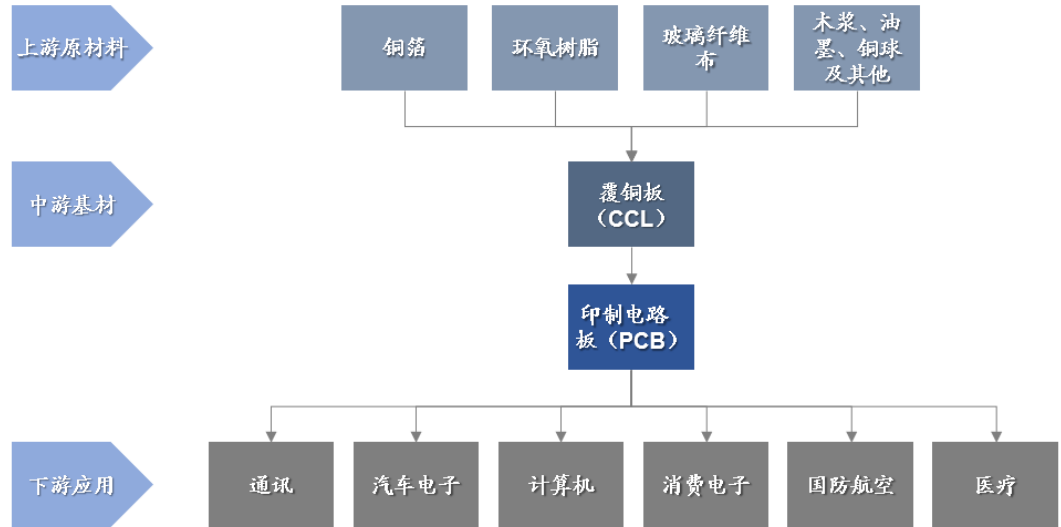 上游原材料
铜箔
环氧树脂
玻璃纤维
布
木浆、油
墨、铜球
及其他
中游基材
覆铜板
（CCL）
印制电路
板（PCB）
下游应用
通讯
汽车电子
计算机
消费电子
国防航空
医疗